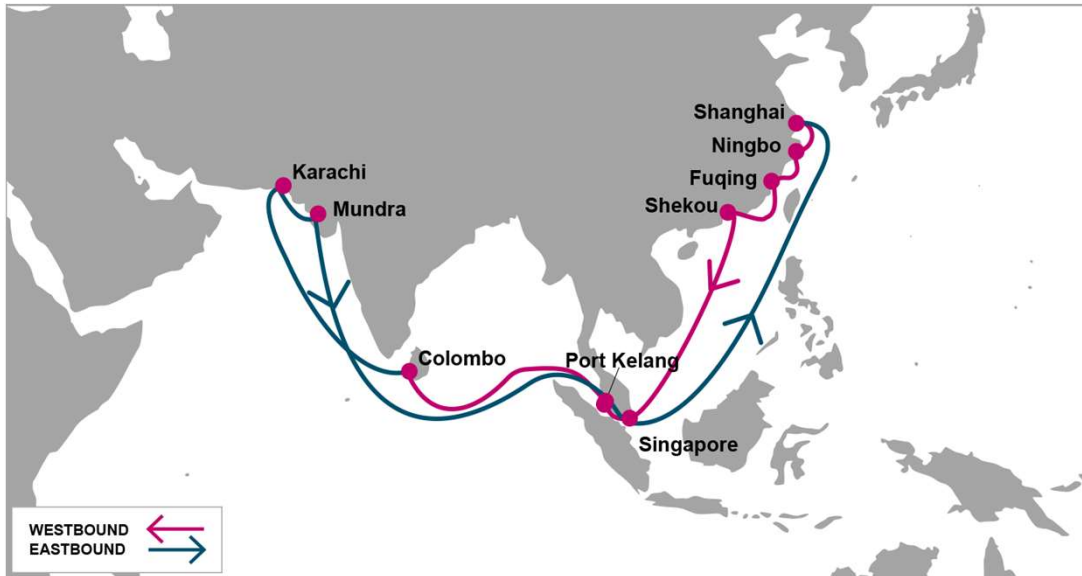 Shanghai
Ningbo
Fuqing
Shekou
Karachi
Mundra
Colombo
Port Kelang
Singapore
WESTBOUND
EASTBOUND